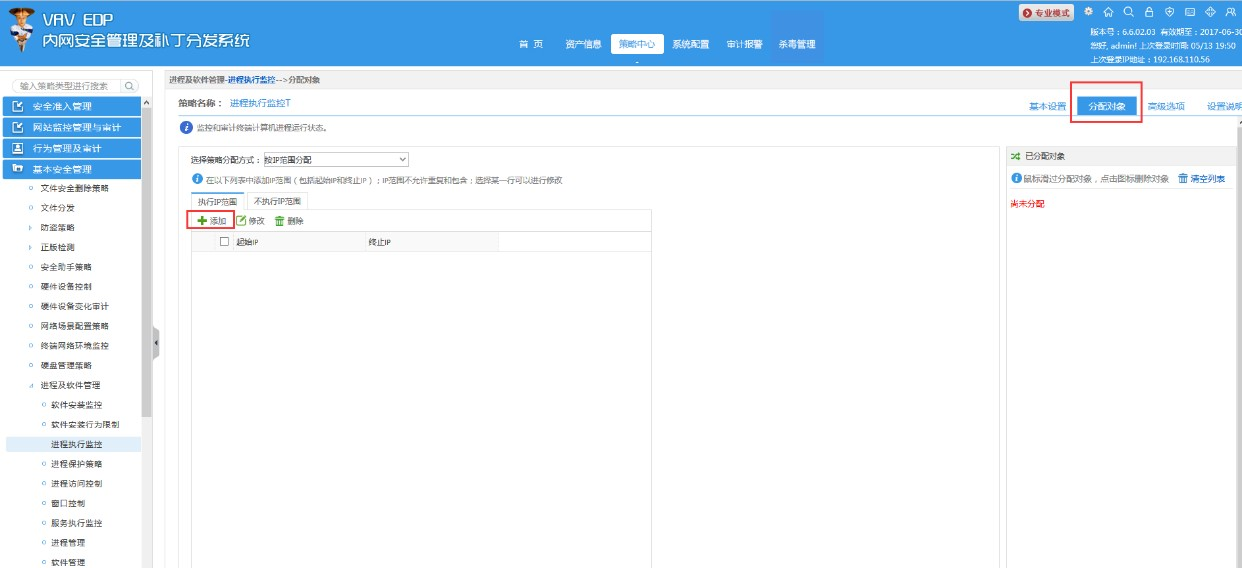 VRV EDP
内网安全管理及补丁分发系统
专业模式
首 页 资产信息 策略中心 系统配置 审计报警 杀毒管理
版本号：6.6.02.03 有效期至：2017-06-30
您好, admin! 上次登录时间: 05/13 19:50
上次登录IP地址：192.168.110.56
输入策略类型进行搜索
安全准入管理
网站监控管理与审计
行为管理及审计
基本安全管理
文件安全删除策略
文件分发
防盗策略
正版检测
安全助手策略
硬件设备控制
硬件设备变化审计
网络场景配置策略
终端网络环境监控
硬盘管理策略
进程及软件管理
软件安装监控
软件安装行为限制
进程执行监控
进程保护策略
进程访问控制
窗口控制
服务执行监控
进程管理
软件管理
进程及软件管理-进程执行监控-->分配对象
策略名称： 进程执行监控T
基本设置 分配对象 高级选项 设置说明
监控和审计终端计算机进程运行状态。
选择策略分配方式： 按IP范围分配
在以下列表中添加IP范围（包括起始IP和终止IP）；IP范围不允许重复和包含；选择某一行可以进行修改
执行IP范围 不执行IP范围
添加 修改 删除
起始IP 终止IP
已分配对象
鼠标滑过分配对象，点击图标删除对象 清空列表
尚未分配